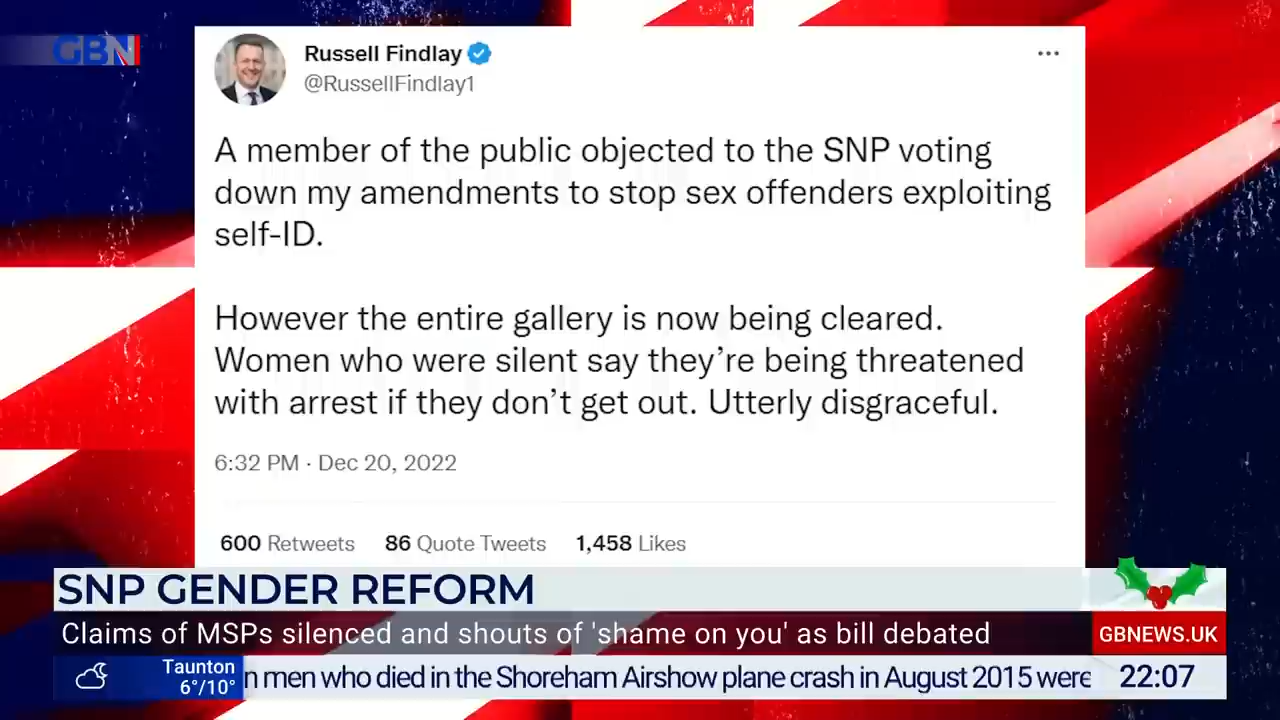 GBN
Russell Findlay
@RussellFindlay1
A member of the public objected to the SNP voting
down my amendments to stop sex offenders exploiting
self-ID.
However the entire gallery is now being cleared.
Women who were silent say they’re being threatened
with arrest if they don’t get out. Utterly disgraceful.
6:32 PM · Dec 20, 2022
600 Retweets 86 Quote Tweets 1,458 Likes
SNP GENDER REFORM
Claims of MSPs silenced and shouts of 'shame on you' as bill debated
GBNEWS.UK
Taunton
6°/10°
men who died in the Shoreham Airshow plane crash in August 2015 were
22:07